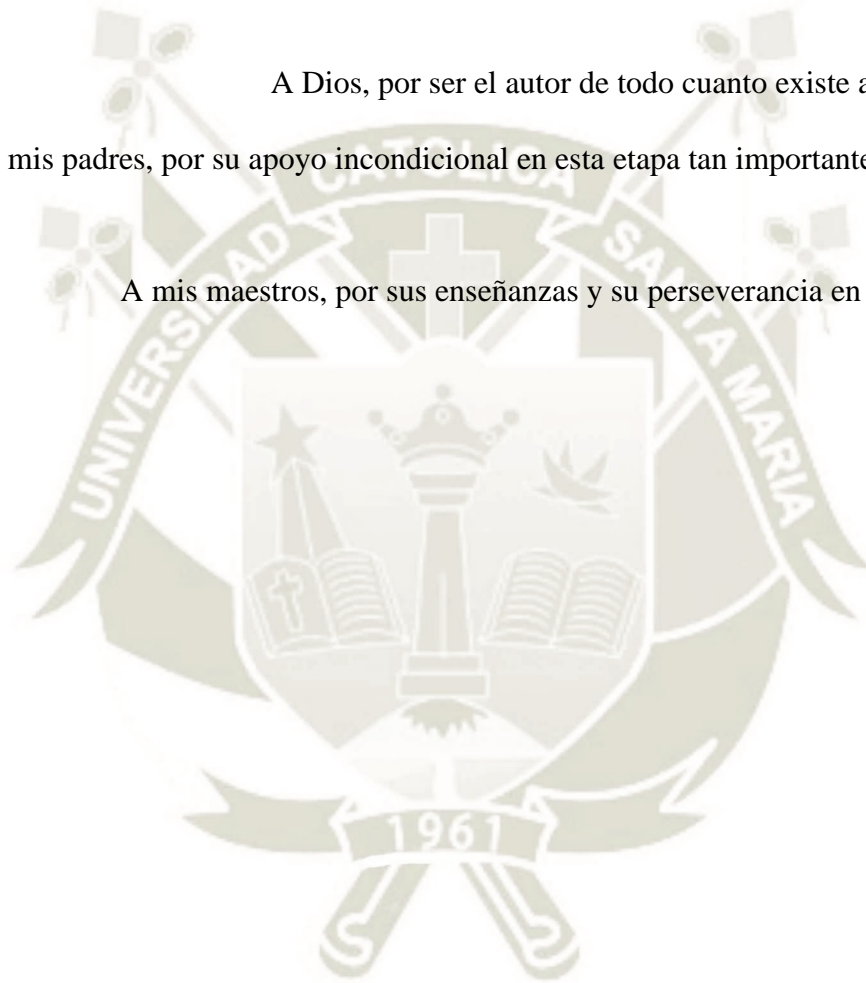 A Dios, por ser el autor de todo cuanto existe a
mis padres, por su apoyo incondicional en esta etapa tan importante
A mis maestros, por sus enseñanzas y su perseverancia en
UNIVERSIDAD CATOLICA SANTA MARIA
1961